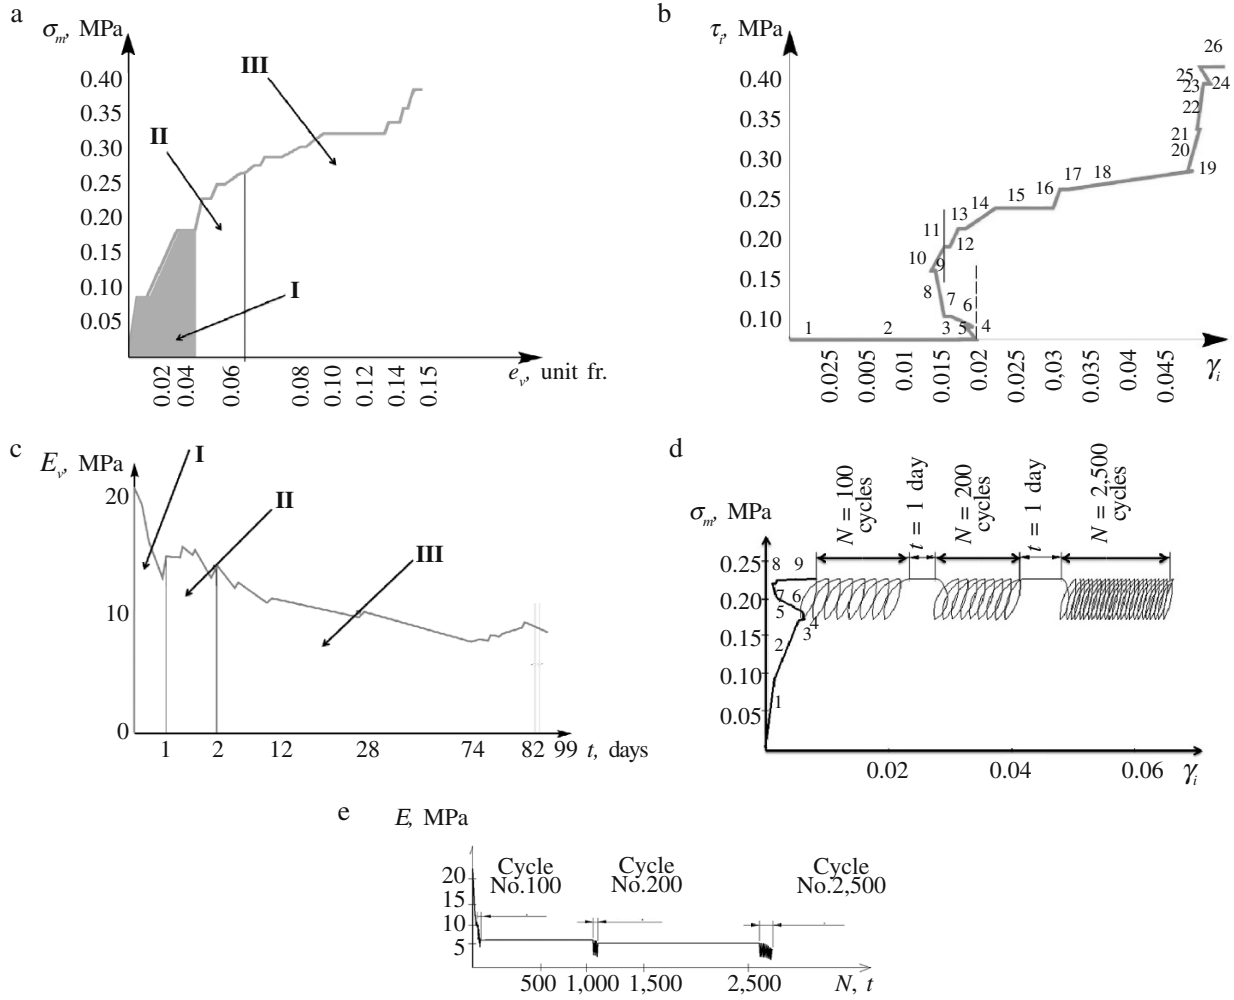 a
σm, MPa
0.40
0.35
0.30
0.25
0.20
0.15
0.10
0.05
I
II
III
0.02
0.04
0.06
0.08
0.10
0.12
0.14
0.15
ev, unit fr.
b
τi, MPa
0.40
0.35
0.30
0.25
0.20
0.15
0.10
1
2
3
4
5
6
7
8
9
10
11
12
13
14
15
16
17
18
19
20
21
22
23
24
25
26
0.025
0.005
0.01
0.015
0.02
0.025
0,03
0.035
0.04
0.045
γi
c
Ev, MPa
20
10
0
I
II
III
1
2
12
28
74
82
99
t, days
d
σm, MPa
0.25
0.20
0.15
0.10
0.05
1
2
3
4
5
6
7
8
9
N = 100
cycles
t = 1 day
N = 200
cycles
t = 1 day
N = 2,500
cycles
0.02
0.04
0.06
γi
e
E, MPa
20
15
10
5
Cycle
No.100
Cycle
No.200
Cycle
No.2,500
500
1,000
1,500
2,500
N, t